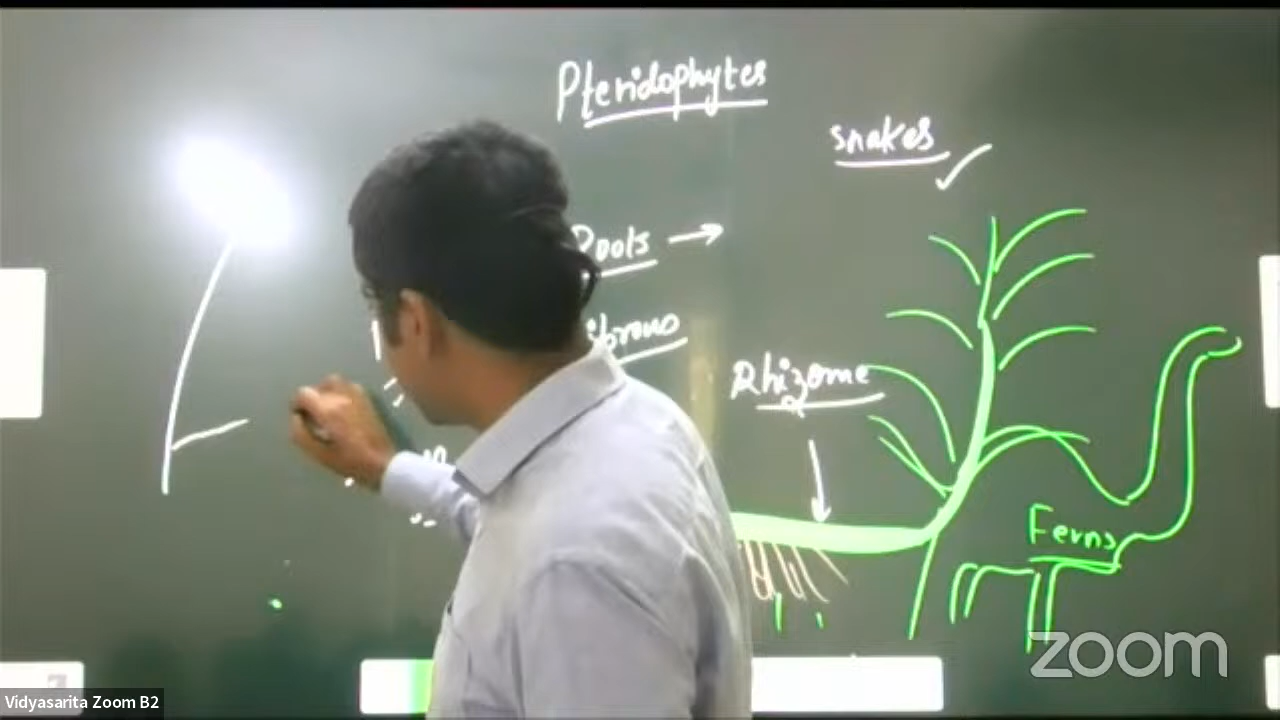 Pteridophytes
snakes
Roots
Rhizome
Ferns
zoom
Vidyasarita Zoom B2